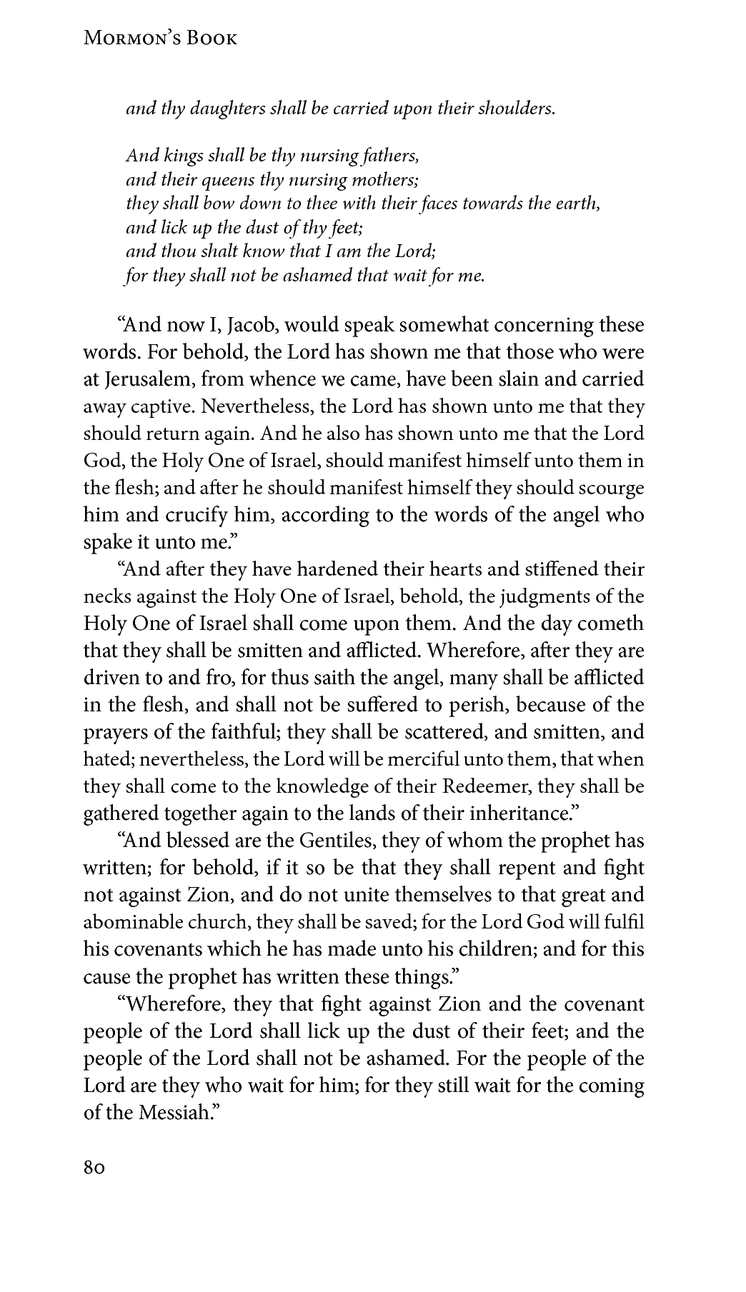 Mormon’s Book
and thy daughters shall be carried upon their shoulders.
And kings shall be thy nursing fathers,
and their queens thy nursing mothers;
they shall bow down to thee with their faces towards the earth,
and lick up the dust of thy feet;
and thou shalt know that I am the Lord;
for they shall not be ashamed that wait for me.
“And now I, Jacob, would speak somewhat concerning these
words. For behold, the Lord has shown me that those who were
at Jerusalem, from whence we came, have been slain and carried
away captive. Nevertheless, the Lord has shown unto me that they
should return again. And he also has shown unto me that the Lord
God, the Holy One of Israel, should manifest himself unto them in
the flesh; and after he should manifest himself they should scourge
him and crucify him, according to the words of the angel who
spake it unto me.”
“And after they have hardened their hearts and stiffened their
necks against the Holy One of Israel, behold, the judgments of the
Holy One of Israel shall come upon them. And the day cometh
that they shall be smitten and afflicted. Wherefore, after they are
driven to and fro, for thus saith the angel, many shall be afflicted
in the flesh, and shall not be suffered to perish, because of the
prayers of the faithful; they shall be scattered, and smitten, and
hated; nevertheless, the Lord will be merciful unto them, that when
they shall come to the knowledge of their Redeemer, they shall be
gathered together again to the lands of their inheritance.”
“And blessed are the Gentiles, they of whom the prophet has
written; for behold, if it so be that they shall repent and fight
not against Zion, and do not unite themselves to that great and
abominable church, they shall be saved; for the Lord God will fulfil
his covenants which he has made unto his children; and for this
cause the prophet has written these things.”
“Wherefore, they that fight against Zion and the covenant
people of the Lord shall lick up the dust of their feet; and the
people of the Lord shall not be ashamed. For the people of the
Lord are they who wait for him; for they still wait for the coming
of the Messiah.”
80